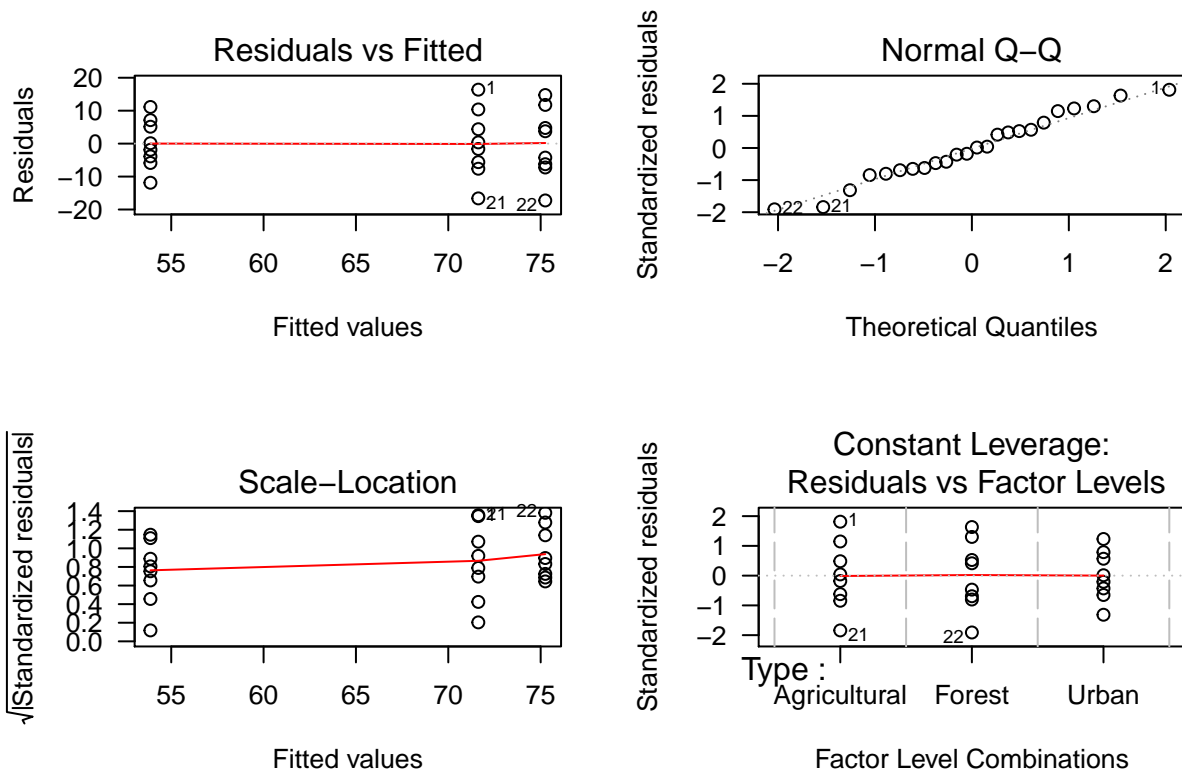 Residuals vs Fitted
Residuals
20
10
0
−10
−20
1
21
22
55 60 65 70 75
Fitted values
Normal Q−Q
Standardized residuals
2
1
0
−1
−2
1
22
21
−2 −1 0 1 2
Theoretical Quantiles
Scale−Location
√|Standardized residuals|
1.4
1.2
1.0
0.8
0.6
0.4
0.2
0.0
21
22
55 60 65 70 75
Fitted values
Constant Leverage:
Residuals vs Factor Levels
Standardized residuals
2
1
0
−1
−2
1
21
22
Type :
Agricultural Forest Urban
Factor Level Combinations